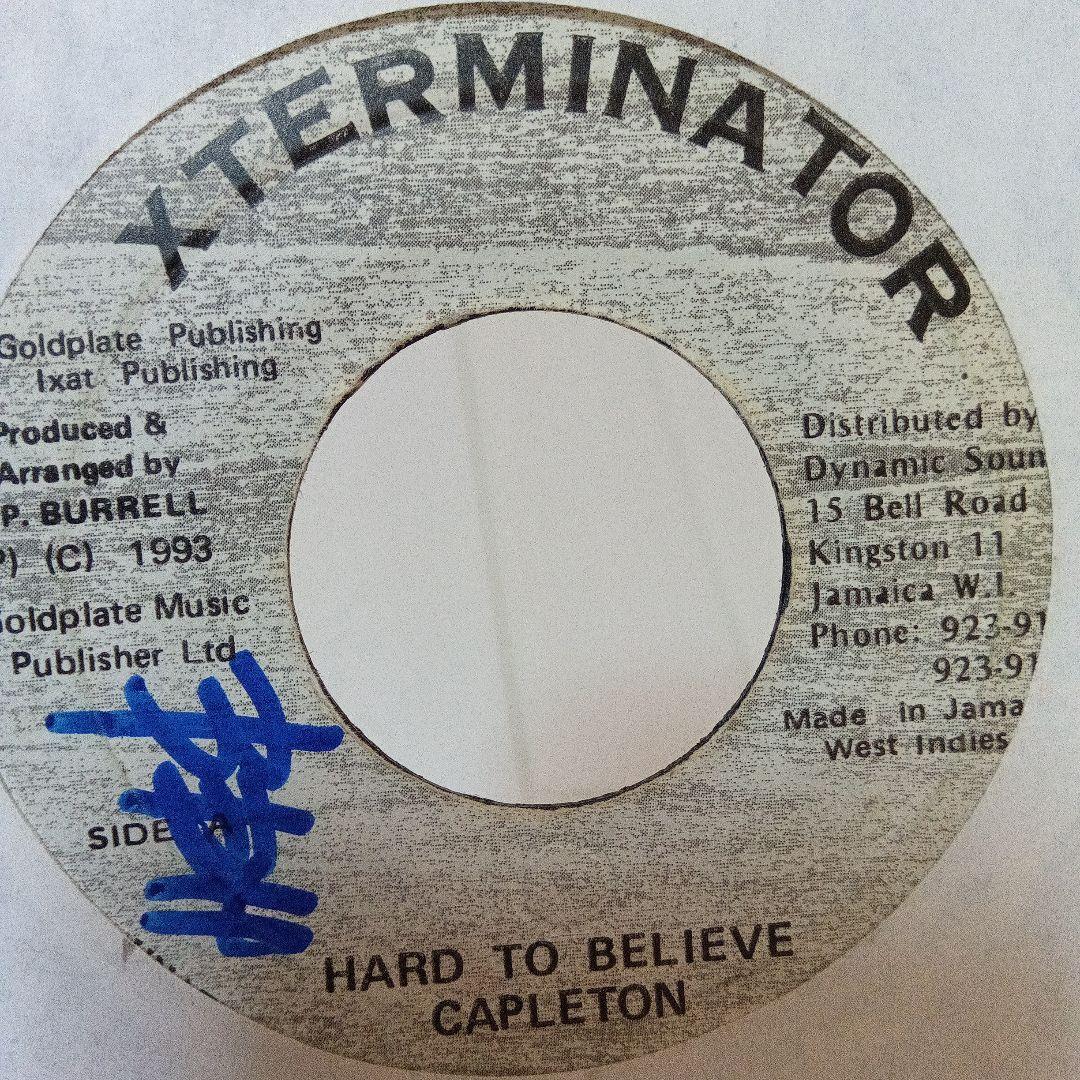 XTERMINATOR
Goldplate Publishing
Ixat Publishing
Produced &
Arranged by
P. BURRELL
P) (C) 1993
Goldplate Music
Publisher Ltd
SIDE A
Distributed by
Dynamic Soun
15 Bell Road
Kingston 11
Jamaica W.I.
Phone: 923-91
923-91
Made in Jama
West Indies
HARD TO BELIEVE
CAPLETON